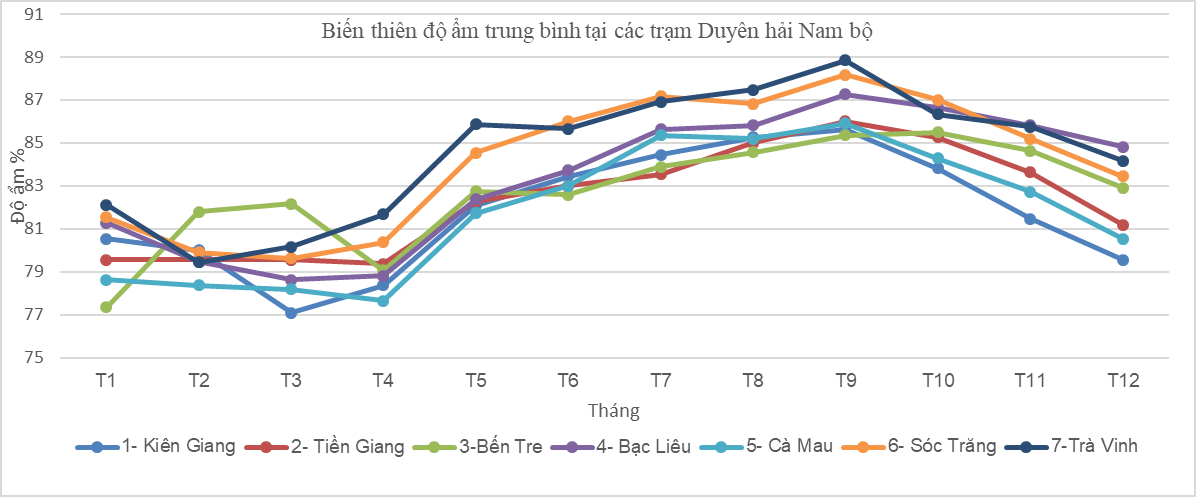 Biến thiên độ ẩm trung bình tại các trạm Duyên hải Nam bộ
Độ ẩm %
91
89
87
85
83
81
79
77
75
T1 T2 T3 T4 T5 T6 T7 T8 T9 T10 T11 T12
Tháng
1- Kiên Giang 2- Tiền Giang 3-Bến Tre 4- Bạc Liêu 5- Cà Mau 6- Sóc Trăng 7-Trà Vinh